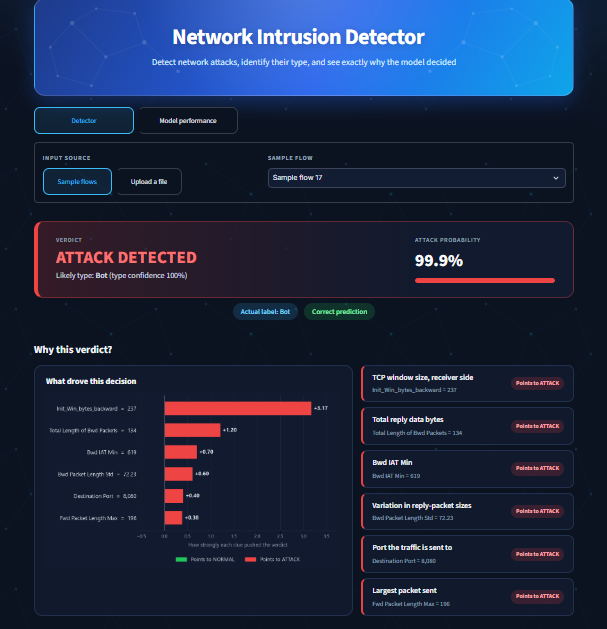 Network Intrusion Detector
Detect network attacks, identify their type, and see exactly why the model decided
Detector
Model performance
INPUT SOURCE
Sample flows
Upload a file
SAMPLE FLOW
Sample flow 17
VERDICT
ATTACK DETECTED
Likely type: Bot (type confidence 100%)
ATTACK PROBABILITY
99.9%
Actual label: Bot
Correct prediction
Why this verdict?
What drove this decision
Init_Win_bytes_backward = 237
+3.17
Total Length of Bwd Packets = 134
+1.20
Bwd IAT Min = 619
+0.70
Bwd Packet Length Std = 72.23
+0.60
Destination Port = 8,080
+0.40
Fwd Packet Length Max = 196
+0.38
−0.5 0.0 0.5 1.0 1.5 2.0 2.5 3.0 3.5
How strongly each clue pushed the verdict
Points to NORMAL
Points to ATTACK
TCP window size, receiver side
Init_Win_bytes_backward = 237
Points to ATTACK
Total reply data bytes
Total Length of Bwd Packets = 134
Points to ATTACK
Bwd IAT Min
Bwd IAT Min = 619
Points to ATTACK
Variation in reply-packet sizes
Bwd Packet Length Std = 72.23
Points to ATTACK
Port the traffic is sent to
Destination Port = 8,080
Points to ATTACK
Largest packet sent
Fwd Packet Length Max = 196
Points to ATTACK